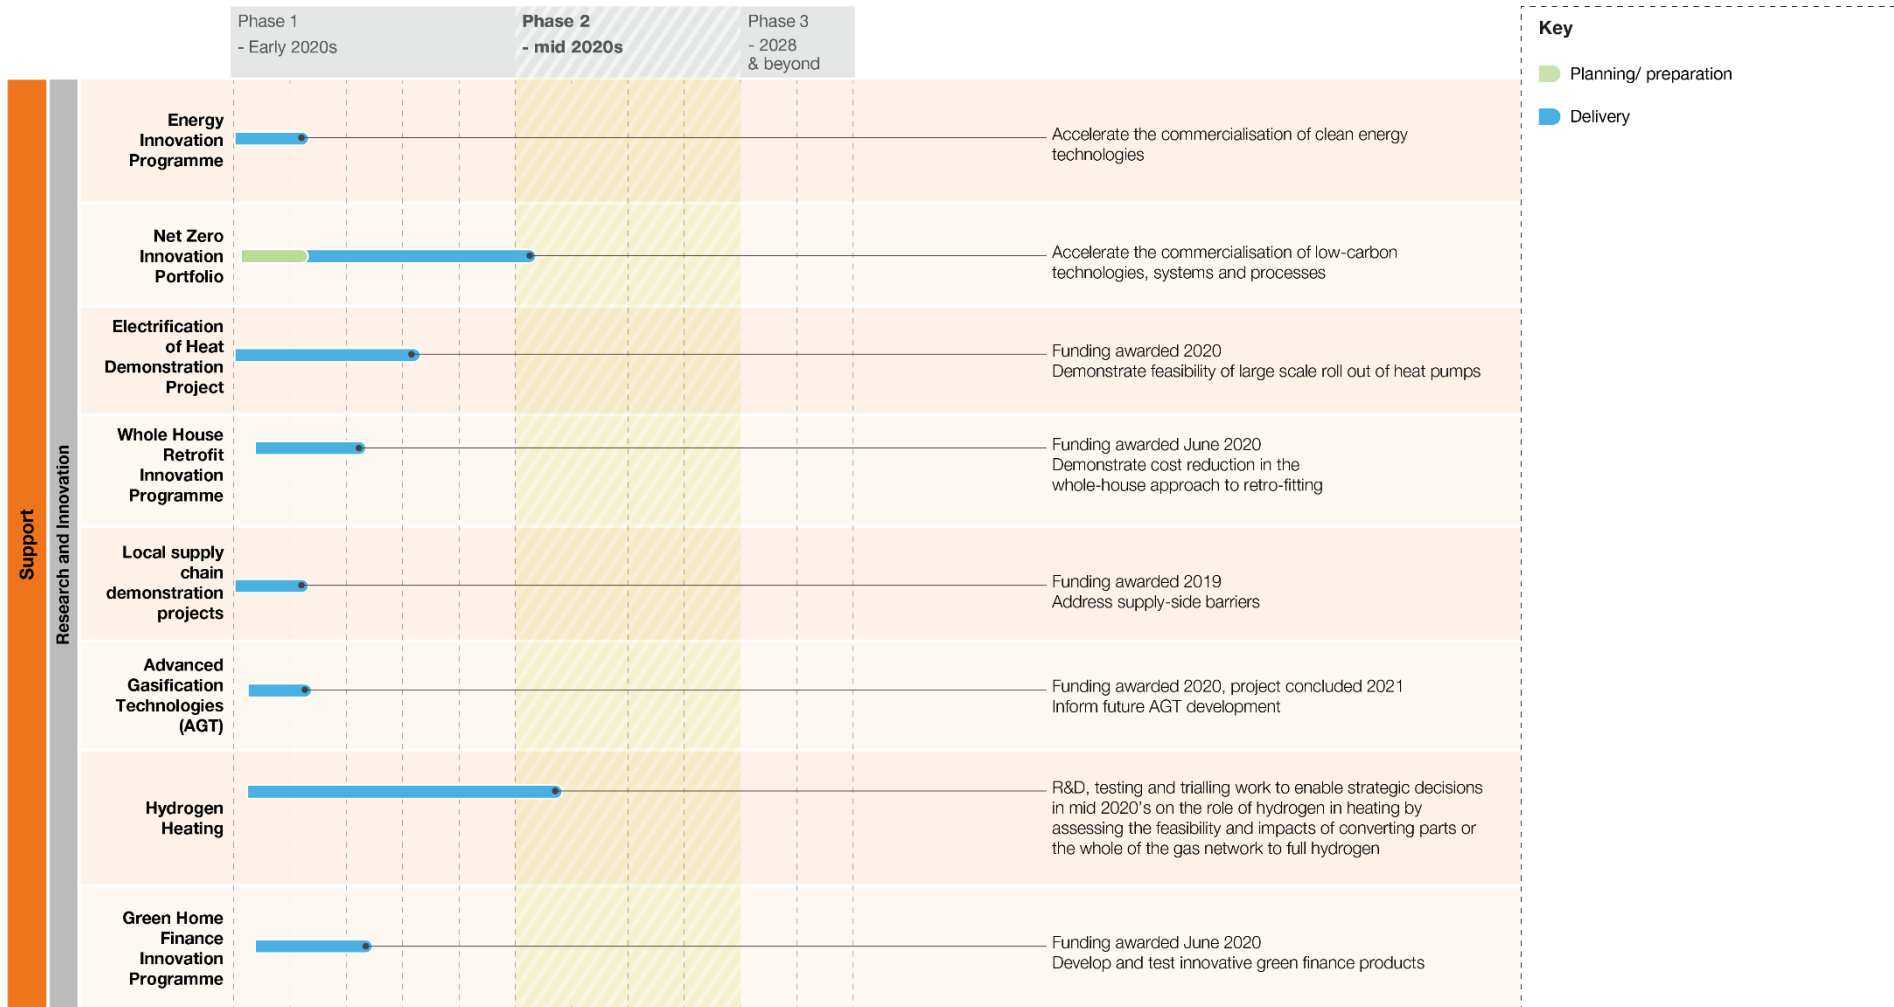 Phase 1
- Early 2020s
Phase 2
- mid 2020s
Phase 3
- 2028
& beyond
Key
Planning/ preparation
Delivery
Support
Research and Innovation
Energy
Innovation
Programme
Accelerate the commercialisation of clean energy
technologies
Net Zero
Innovation
Portfolio
Accelerate the commercialisation of low-carbon
technologies, systems and processes
Electrification
of Heat
Demonstration
Project
Funding awarded 2020
Demonstrate feasibility of large scale roll out of heat pumps
Whole House
Retrofit
Innovation
Programme
Funding awarded June 2020
Demonstrate cost reduction in the
whole-house approach to retro-fitting
Local supply
chain
demonstration
projects
Funding awarded 2019
Address supply-side barriers
Advanced
Gasification
Technologies
(AGT)
Funding awarded 2020, project concluded 2021
Inform future AGT development
Hydrogen
Heating
R&D, testing and trialling work to enable strategic decisions
in mid 2020's on the role of hydrogen in heating by
assessing the feasibility and impacts of converting parts or
the whole of the gas network to full hydrogen
Green Home
Finance
Innovation
Programme
Funding awarded June 2020
Develop and test innovative green finance products